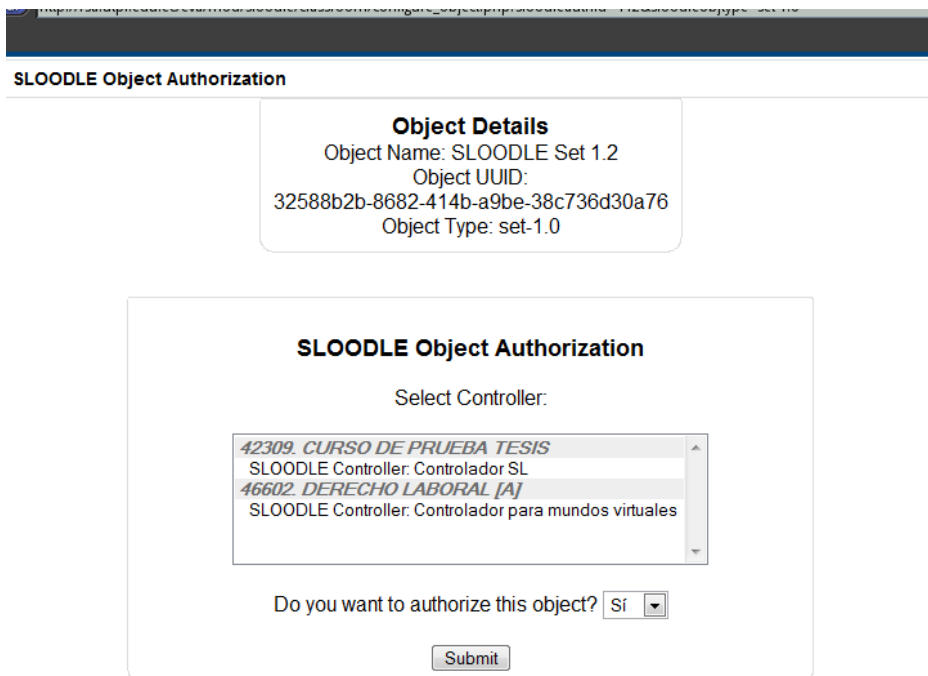 SLOODLE Object Authorization
Object Details
Object Name: SLOODLE Set 1.2
Object UUID:
32588b2b-8682-414b-a9be-38c736d30a76
Object Type: set-1.0
SLOODLE Object Authorization
Select Controller:
42309. CURSO DE PRUEBA TESIS
SLOODLE Controller: Controlador SL
46602. DERECHO LABORAL [A]
SLOODLE Controller: Controlador para mundos virtuales
Do you want to authorize this object? Sí
Submit